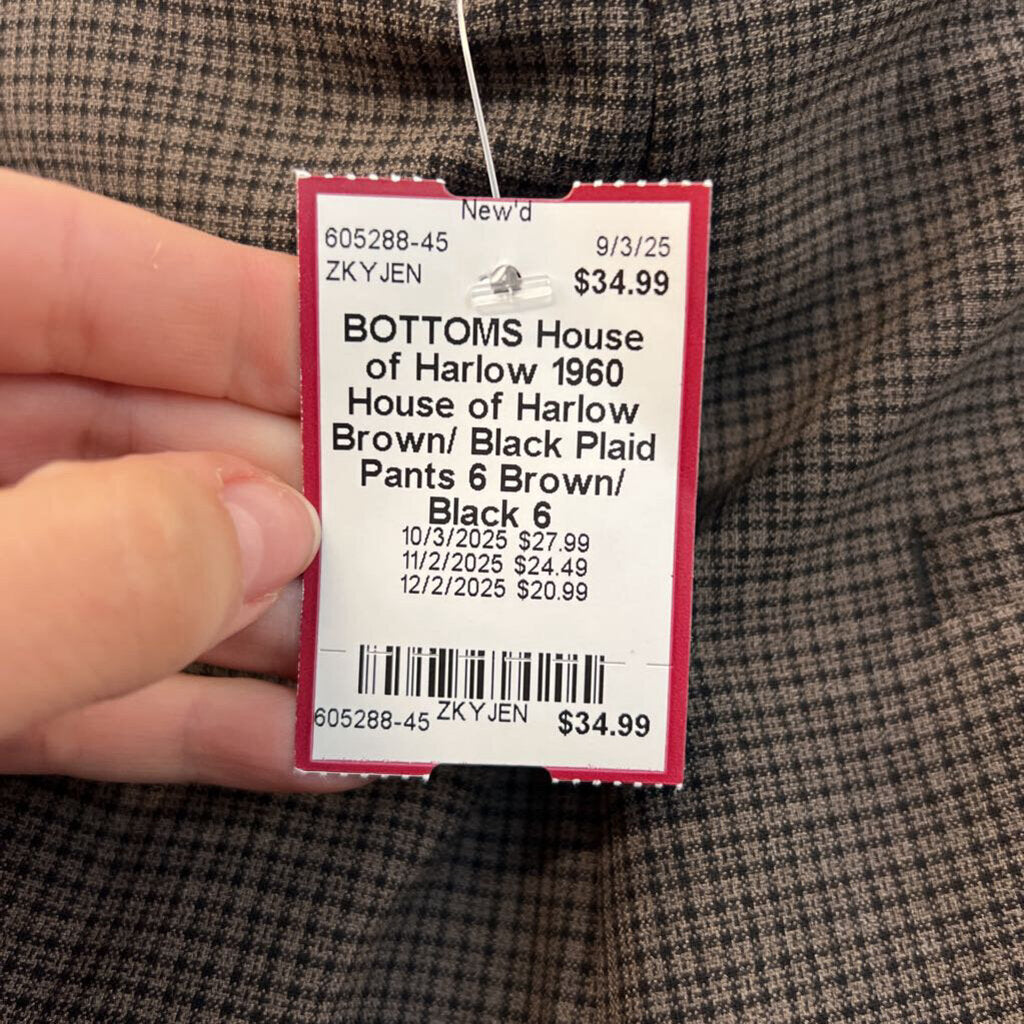 New'd
605288-45 9/3/25
ZKYJEN $34.99
BOTTOMS House
of Harlow 1960
House of Harlow
Brown/ Black Plaid
Pants 6 Brown/
Black 6
10/3/2025 $27.99
11/2/2025 $24.49
12/2/2025 $20.99
605288-45 ZKYJEN $34.99